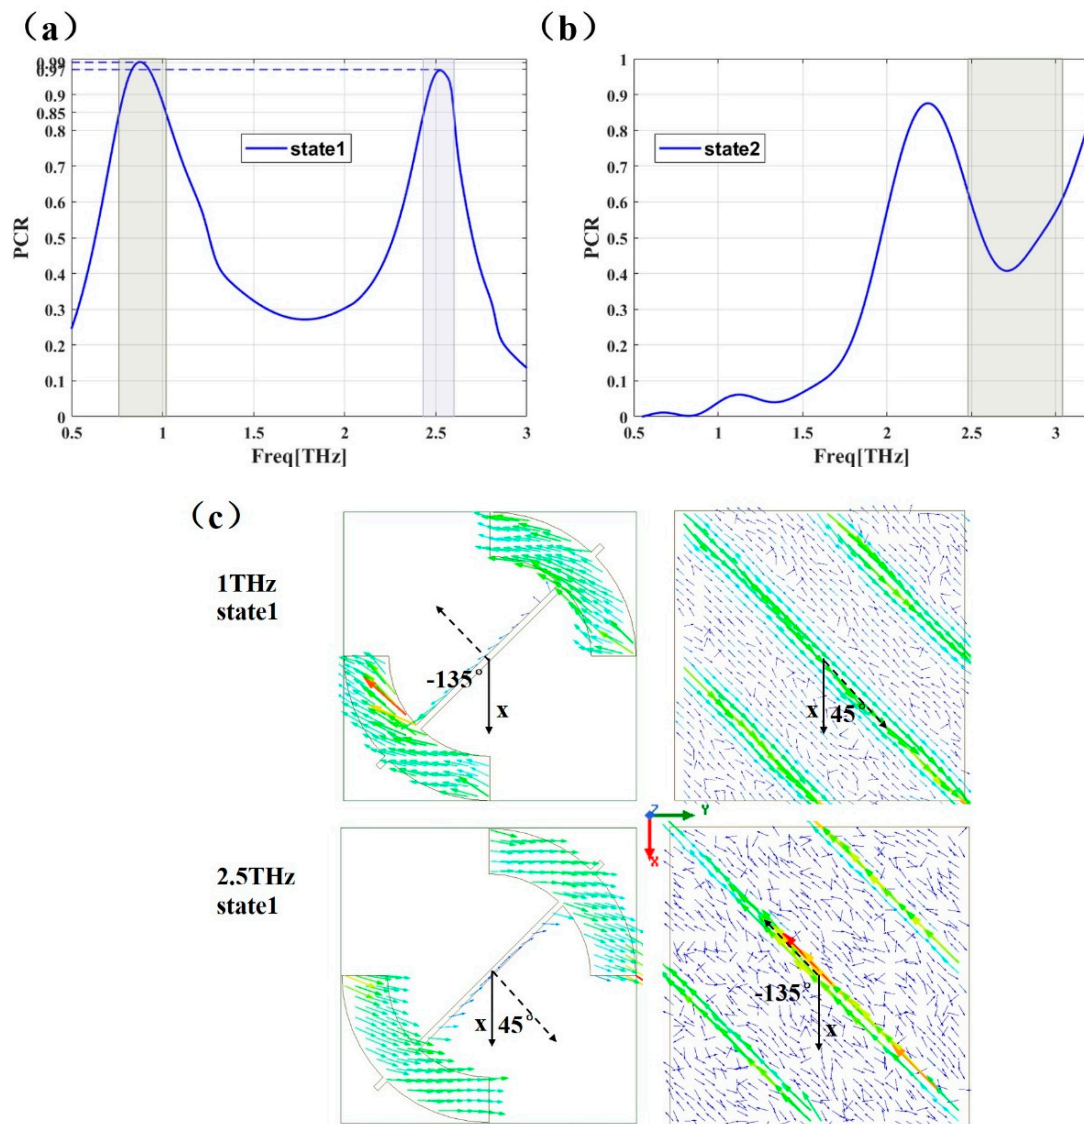 （a）
0.99
0.97
0.9
0.85
0.8
0.7
0.6
0.5
0.4
0.3
0.2
0.1
0
PCR
state1
0.5
1
1.5
2
2.5
3
Freq[THz]
（b）
1
0.9
0.8
0.7
0.6
0.5
0.4
0.3
0.2
0.1
0
PCR
state2
0.5
1
1.5
2
2.5
3
Freq[THz]
（c）
1THz
state1
-135°
x
x 45°
Z Y
X
2.5THz
state1
x 45°
-135°
x